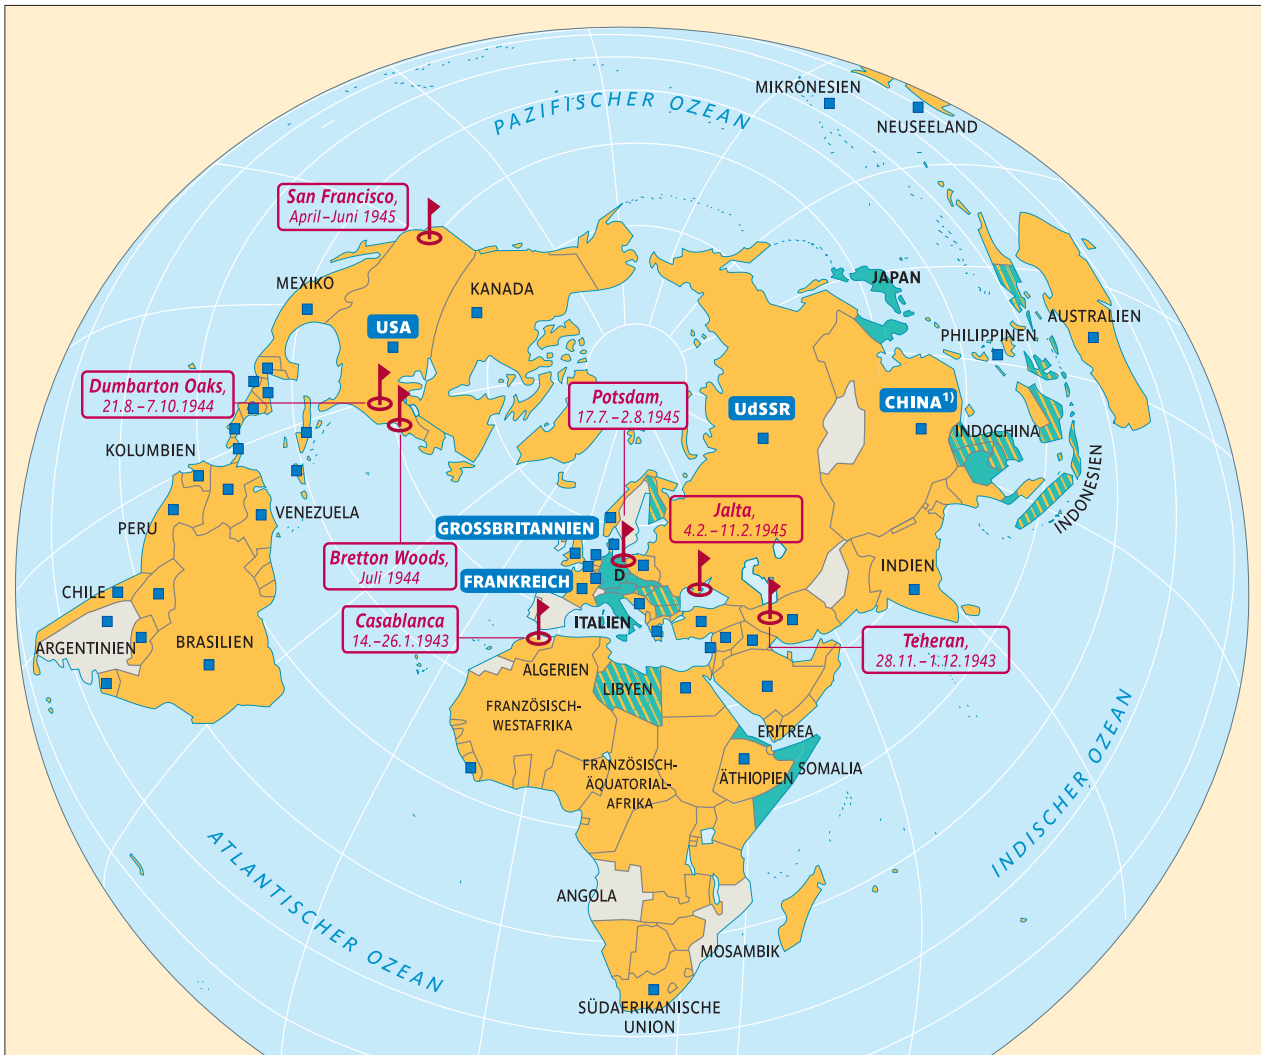 MIKRONESIEN
NEUSEELAND
PAZIFISCHER OZEAN
San Francisco,
April–Juni 1945
MEXIKO
KANADA
JAPAN
USA
AUSTRALIEN
PHILIPPINEN
Dumbarton Oaks,
21.8.–7.10.1944
Potsdam,
17.7.–2.8.1945
UdSSR
CHINA¹⁾
INDOCHINA
KOLUMBIEN
INDONESIEN
VENEZUELA
PERU
GROSSBRITANNIEN
Jalta,
4.2.–11.2.1945
Bretton Woods,
Juli 1944
FRANKREICH
D
INDIEN
CHILE
Casablanca
14.–26.1.1943
ITALIEN
ARGENTINIEN
BRASILIEN
Teheran,
28.11.–1.12.1943
ALGERIEN
LIBYEN
FRANZÖSISCH-
WESTAFRIKA
ERITREA
FRANZÖSISCH-
ÄQUATORIAL-
AFRIKA
ÄTHIOPIEN
SOMALIA
INDISCHER OZEAN
ATLANTISCHER OZEAN
ANGOLA
MOSAMBIK
SÜDAFRIKANISCHE
UNION